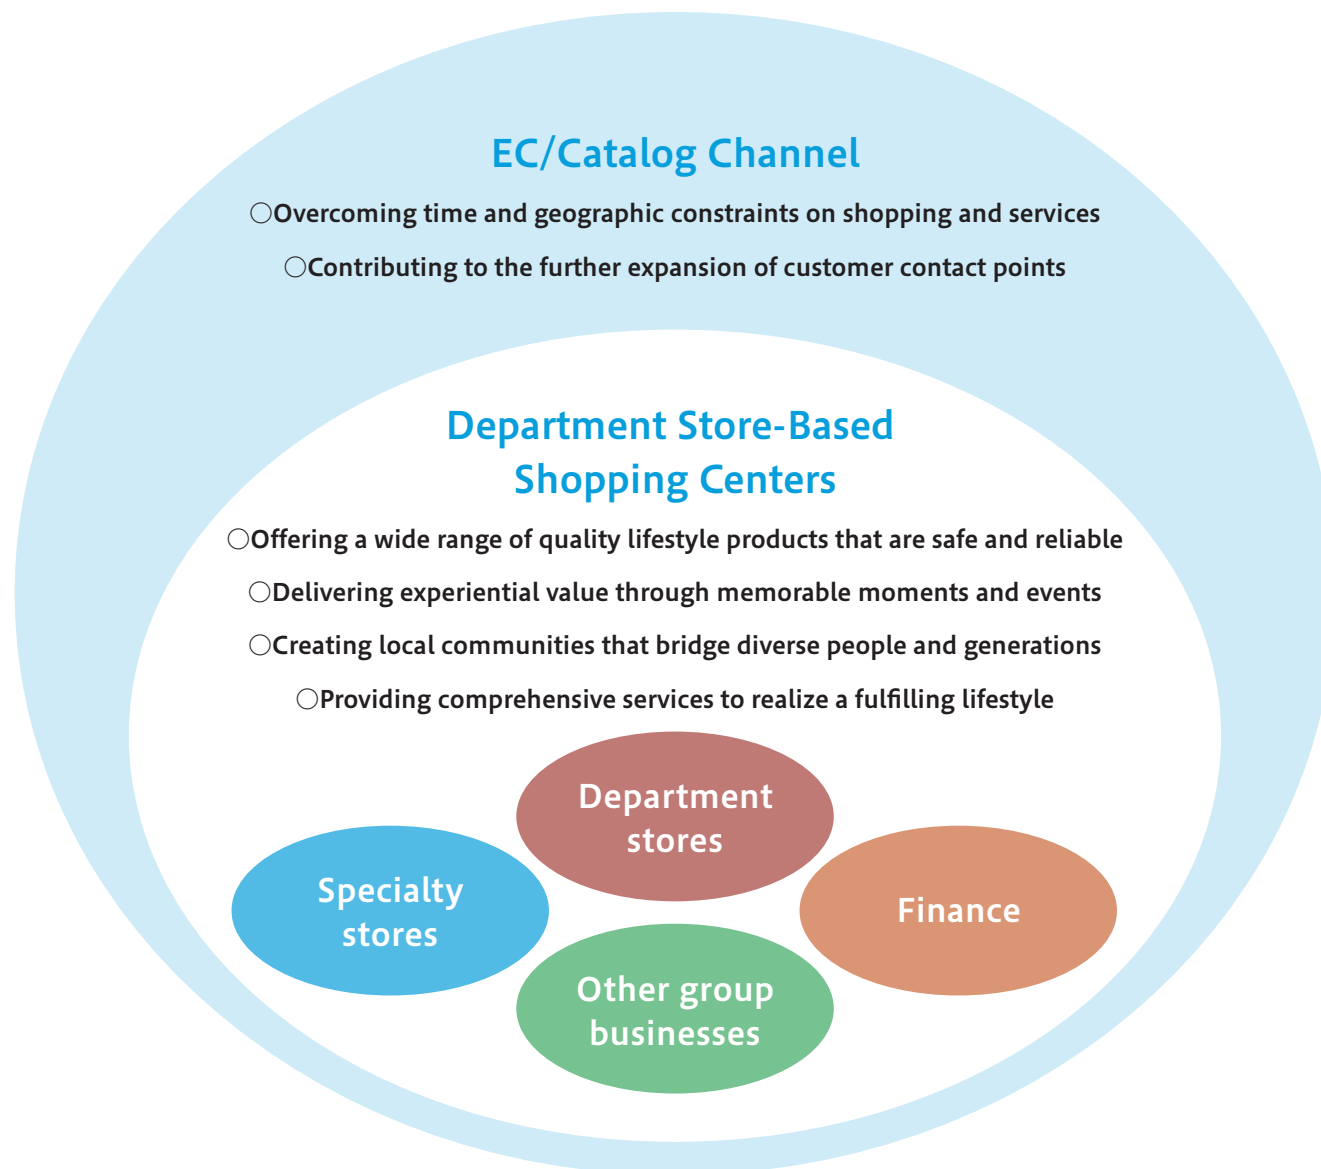 EC/Catalog Channel
○Overcoming time and geographic constraints on shopping and services
○Contributing to the further expansion of customer contact points
Department Store-Based
Shopping Centers
○Offering a wide range of quality lifestyle products that are safe and reliable
○Delivering experiential value through memorable moments and events
○Creating local communities that bridge diverse people and generations
○Providing comprehensive services to realize a fulfilling lifestyle
Department
stores
Specialty
stores
Finance
Other group
businesses